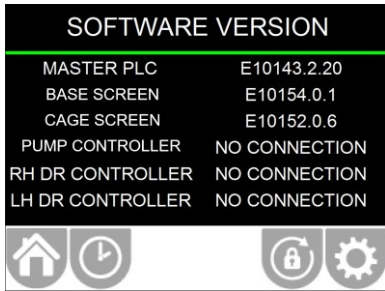 SOFTWARE VERSION
MASTER PLC E10143.2.20
BASE SCREEN E10154.0.1
CAGE SCREEN E10152.0.6
PUMP CONTROLLER NO CONNECTION
RH DR CONTROLLER NO CONNECTION
LH DR CONTROLLER NO CONNECTION